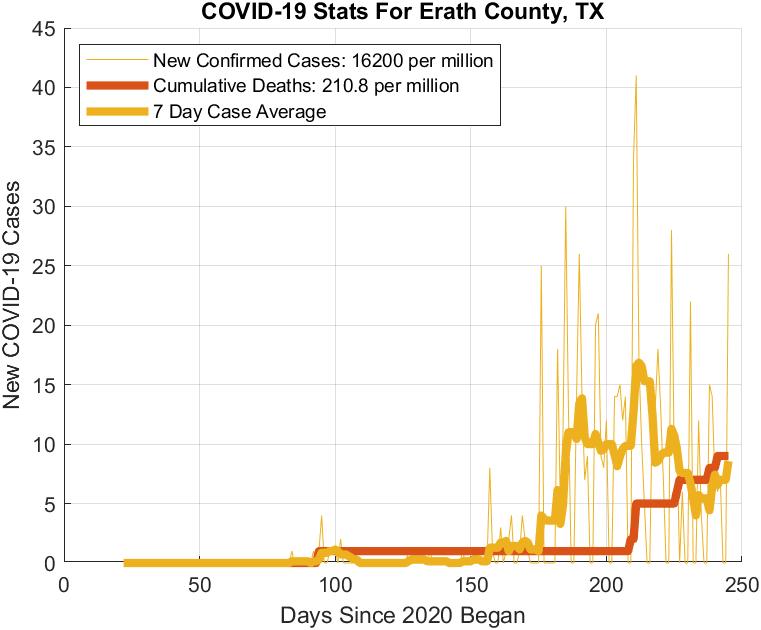 COVID-19 Stats For Erath County, TX
New Confirmed Cases: 16200 per million
Cumulative Deaths: 210.8 per million
7 Day Case Average
New COVID-19 Cases
45
40
35
30
25
20
15
10
5
0
0 50 100 150 200 250
Days Since 2020 Began